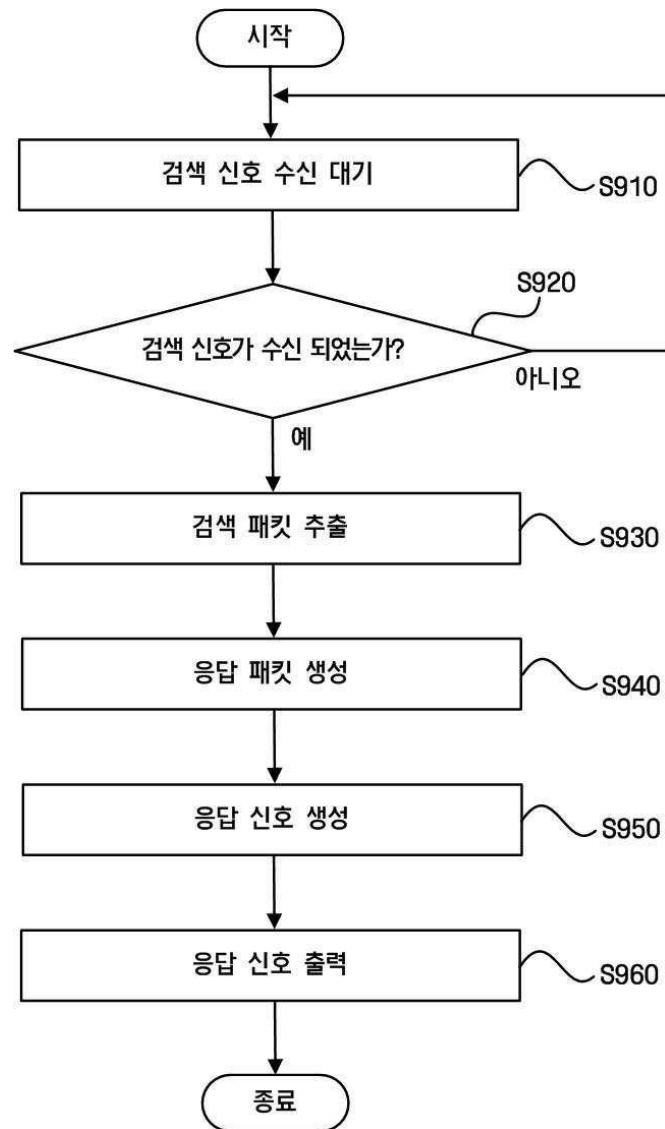 시작
검색 신호 수신 대기
S910
S920
검색 신호가 수신 되었는가?
아니오
예
검색 패킷 추출
S930
응답 패킷 생성
S940
응답 신호 생성
S950
응답 신호 출력
S960
종료